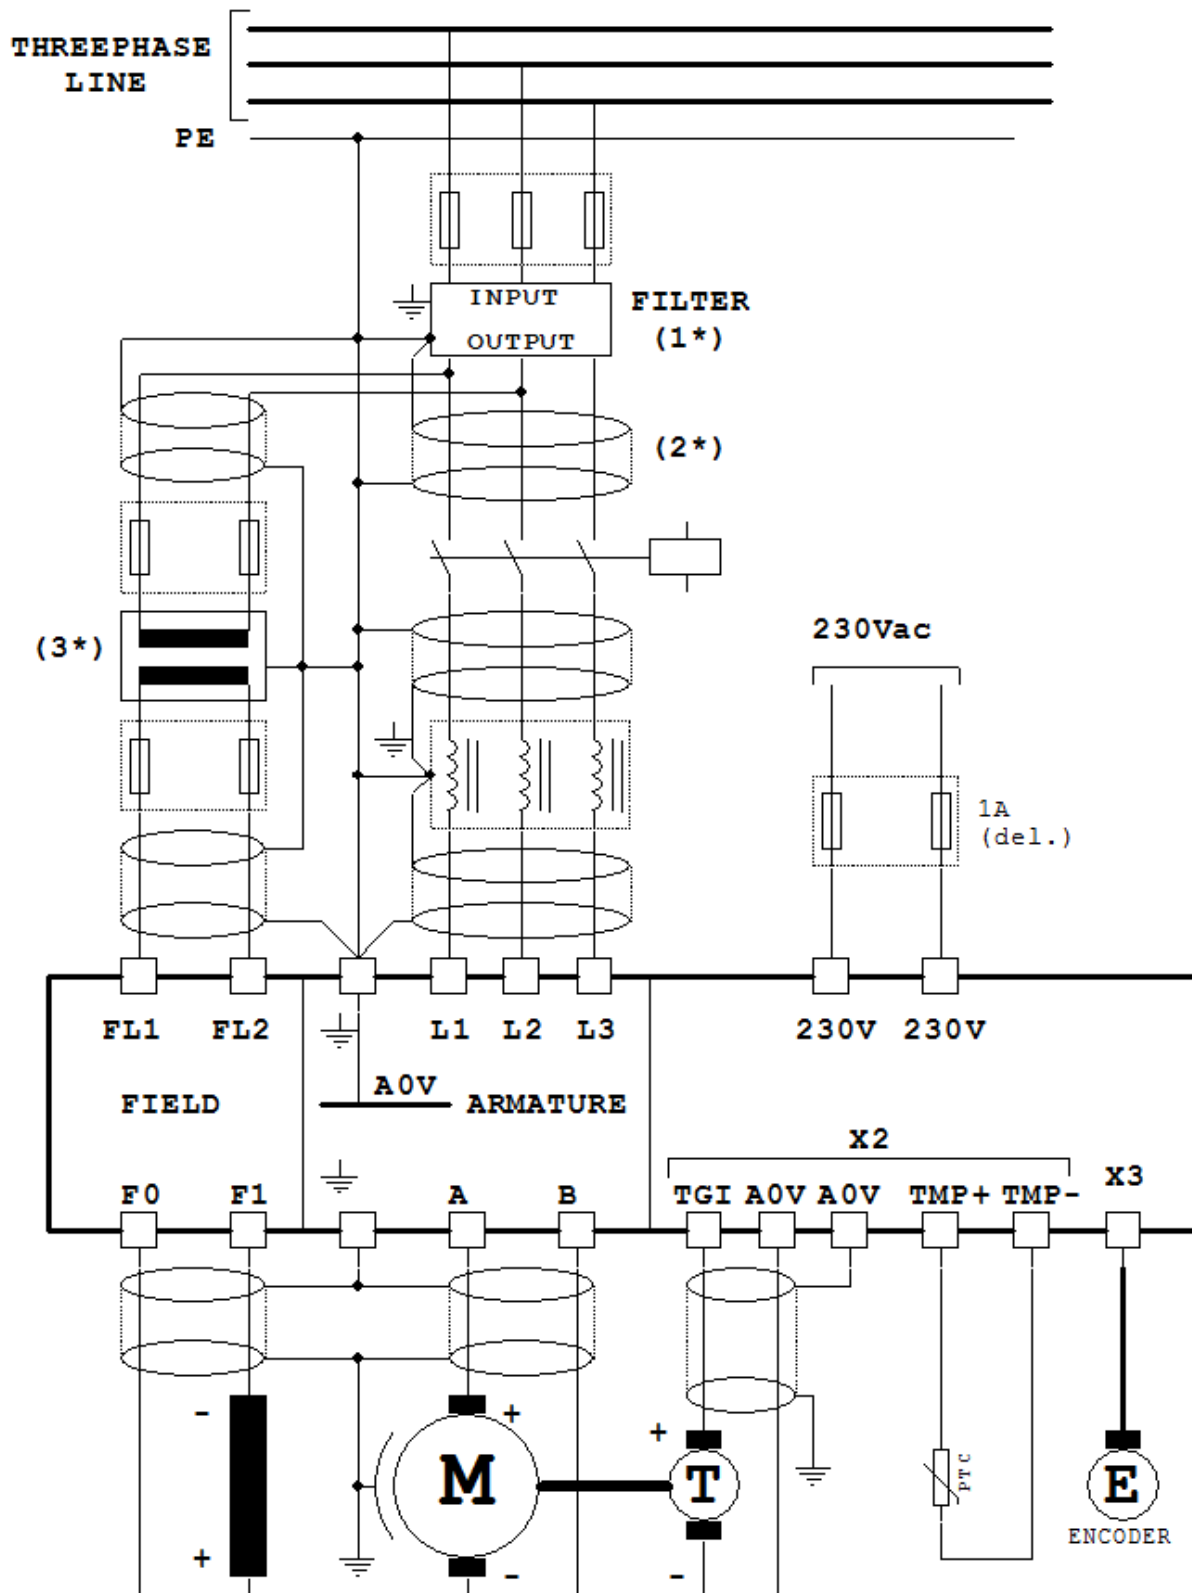 THREEPHASE
LINE
PE
INPUT
OUTPUT
FILTER
(1*)
(2*)
(3*)
230Vac
1A
(del.)
FL1 FL2 L1 L2 L3 230V 230V
FIELD A0V ARMATURE
X2
X3
F0 F1 A B TGI A0V A0V TMP+ TMP-
- + +
M T PTC E
ENCODER
+ - -